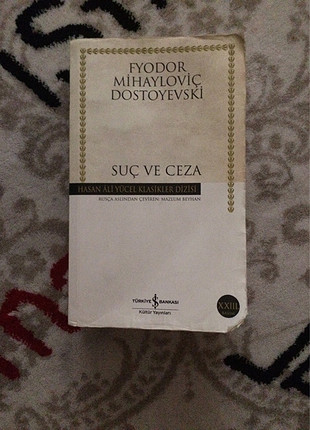 FYODOR
MİHAYLOVİÇ
DOSTOYEVSKİ
SUÇ VE CEZA
HASAN ÂLİ YÜCEL KLASİKLER DİZİSİ
RUSÇA ASLINDAN ÇEVİREN: MAZLUM BEYHAN
TÜRKİYE İŞ BANKASI
Kültür Yayınları
XXIII